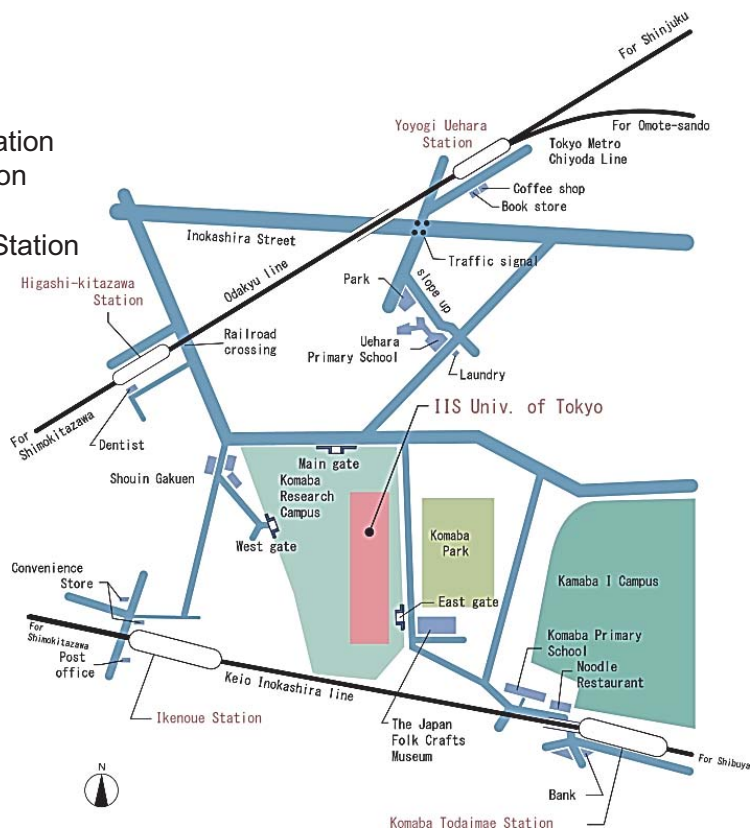 ation
on
Station
For Shinjuku
For Omote-sando
Yoyogi Uehara
Station
Tokyo Metro
Chiyoda Line
Coffee shop
Book store
Inokashira Street
Traffic signal
Odakyu line
Higashi-kitazawa
Station
Park
slope up
Railroad
crossing
Uehara
Primary School
Laundry
For
Shimokitazawa
Dentist
IIS Univ. of Tokyo
Shouin Gakuen
Main gate
Komaba
Research
Campus
West gate
Komaba
Park
Kamaba I Campus
Convenience
Store
East gate
For
Shimokitazawa
Post
office
Komaba Primary
School
Noodle
Restaurant
Keio Inokashira line
Ikenoue Station
The Japan
Folk Crafts
Museum
For Shibuya
Bank
N
Komaba Todaimae Station